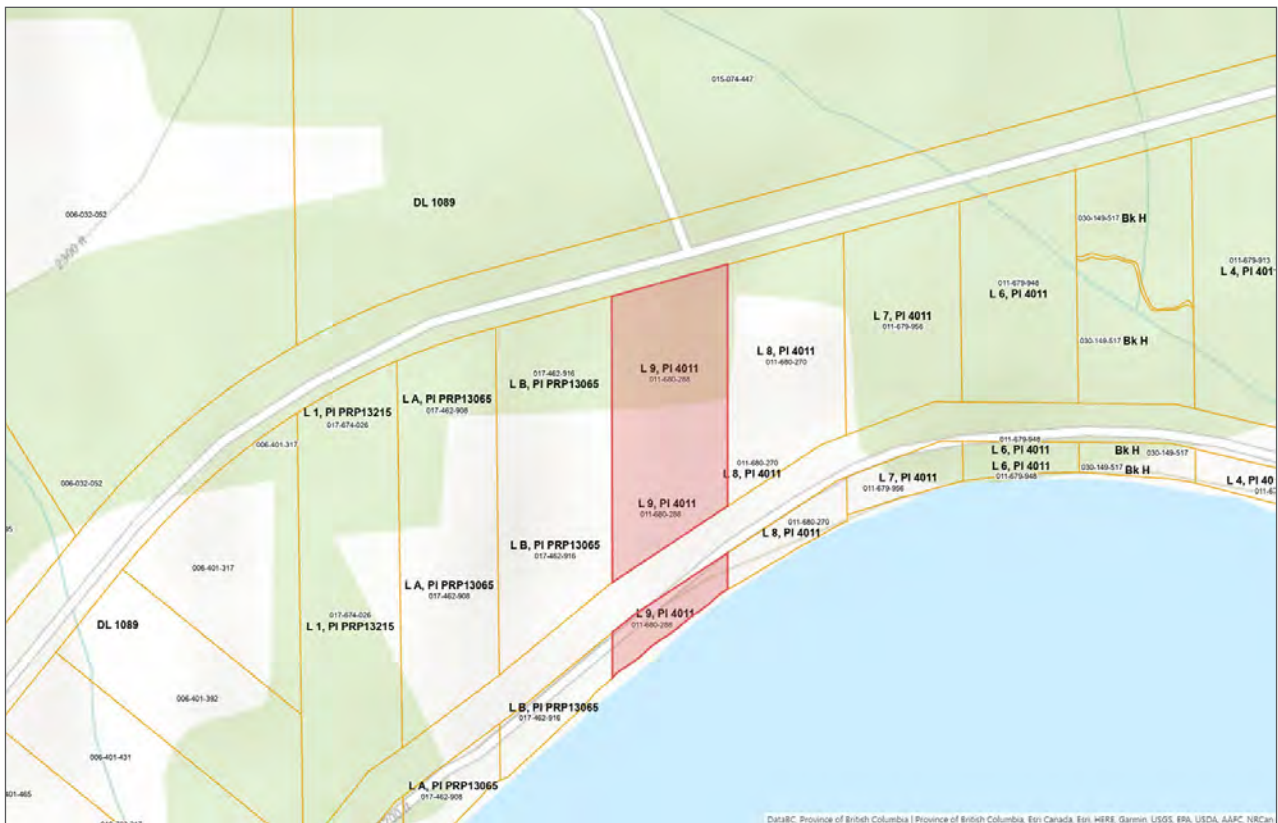 015-074-447
006-032-052
DL 1089
2300 ft
030-149-517 Bk H
011-679-913
L 4, Pl 401
011-679-948
L 6, Pl 4011
L 7, Pl 4011
011-679-956
L 8, Pl 4011
011-680-270
030-149-517 Bk H
L 9, Pl 4011
011-680-288
017-462-916
L B, Pl PRP13065
L A, Pl PRP13065
017-462-908
L 1, Pl PRP13215
017-674-026
006-401-317
006-032-052
011-679-948
L 6, Pl 4011
Bk H 030-149-517
011-680-270
L 8, Pl 4011
L 7, Pl 4011
011-679-956
L 6, Pl 4011
011-679-948
030-149-517 Bk H
L 4, Pl 40
L 9, Pl 4011
011-680-288
011-680-270
L 8, Pl 4011
L B, Pl PRP13065
017-462-916
006-401-317
L A, Pl PRP13065
017-462-908
017-674-026
L 1, Pl PRP13215
DL 1089
L 9, Pl 4011
011-680-288
006-401-392
L B, Pl PRP13065
017-462-916
006-401-431
L A, Pl PRP13065
017-462-908
401-465
DataBC, Province of British Columbia | Province of British Columbia, Esri Canada, Esri, HERE, Garmin, USGS, EPA, USDA, AAFC, NRCan